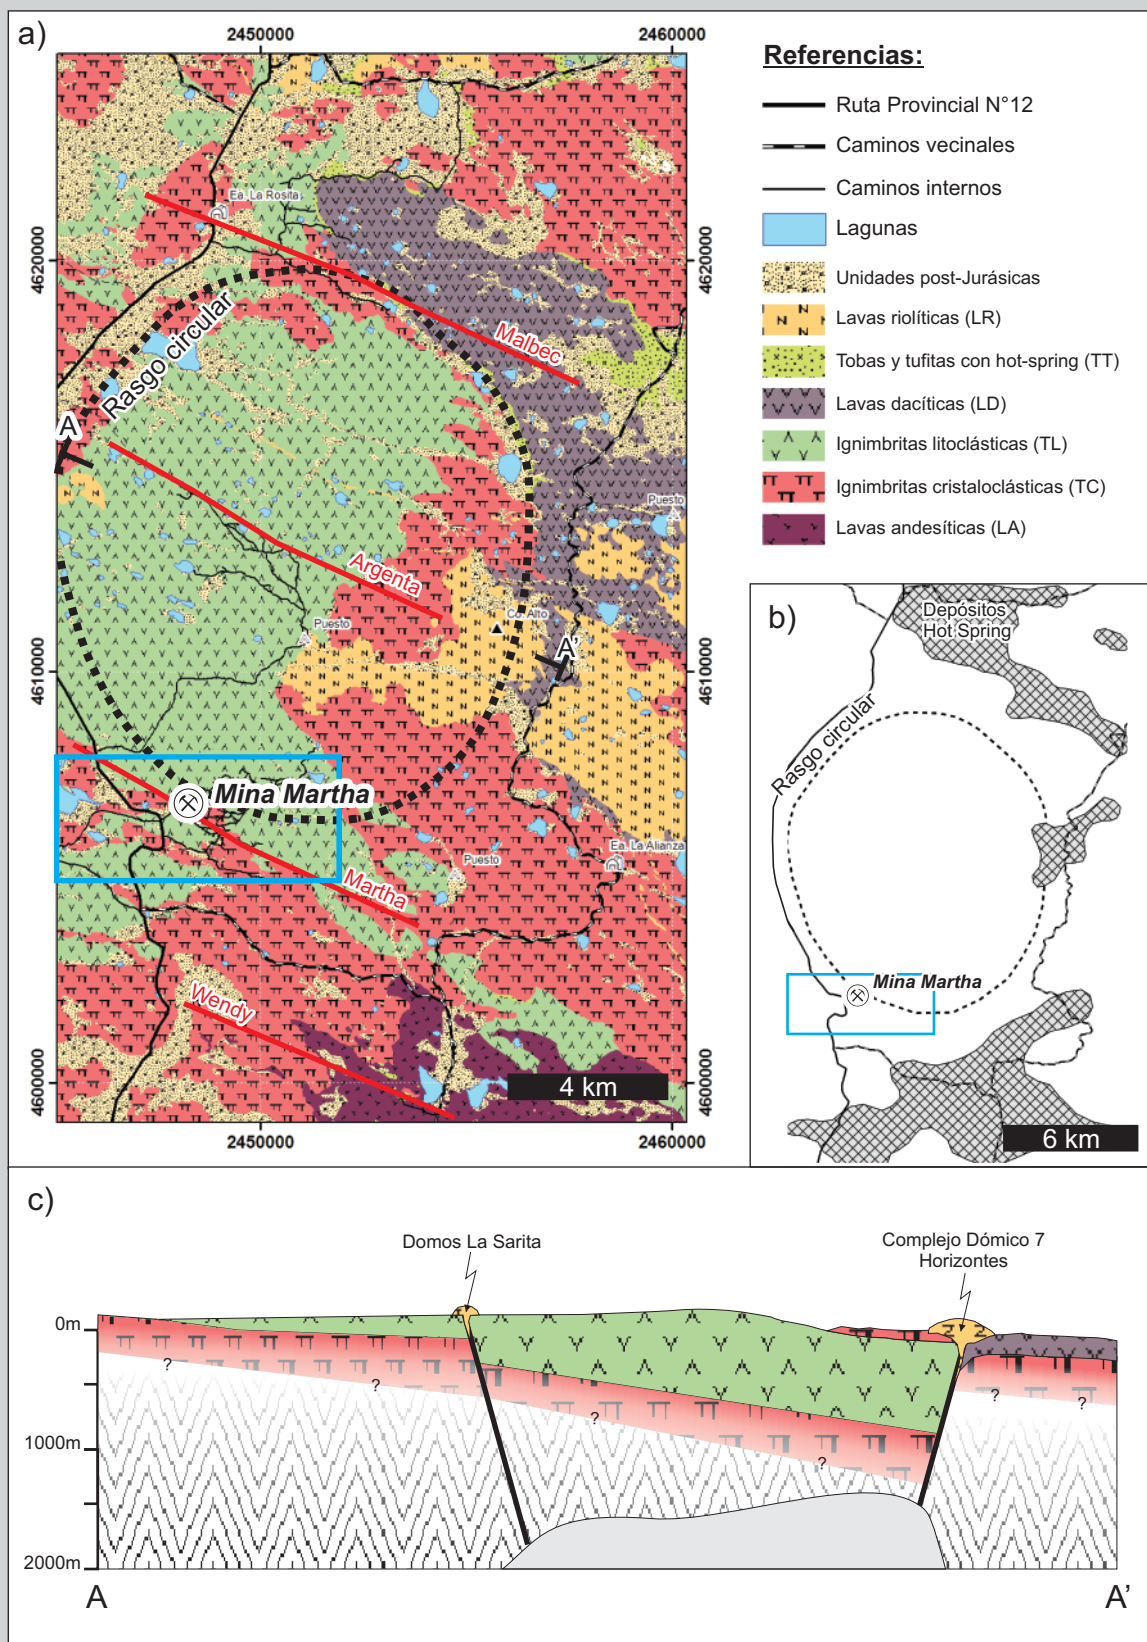 a)
2450000
2460000
4620000
4620000
4610000
4610000
4600000
4600000
2450000
2460000
Ea. La Rosita
Rasgo circular
Malbec
A
Puesto
Argenta
Co. Alto
Puesto
A'
Mina Martha
Ea. La Alianza
Puesto
Martha
Wendy
4 km
Referencias:
Ruta Provincial N°12
Caminos vecinales
Caminos internos
Lagunas
Unidades post-Jurásicas
Lavas riolíticas (LR)
Tobas y tufitas con hot-spring (TT)
Lavas dacíticas (LD)
Ignimbritas litoclásticas (TL)
Ignimbritas cristaloclásticas (TC)
Lavas andesíticas (LA)
b)
Depósitos
Hot Spring
Rasgo circular
Mina Martha
6 km
c)
Domos La Sarita
Complejo Dómico 7
Horizontes
0m
1000m
2000m
?
?
?
?
?
?
A
A'